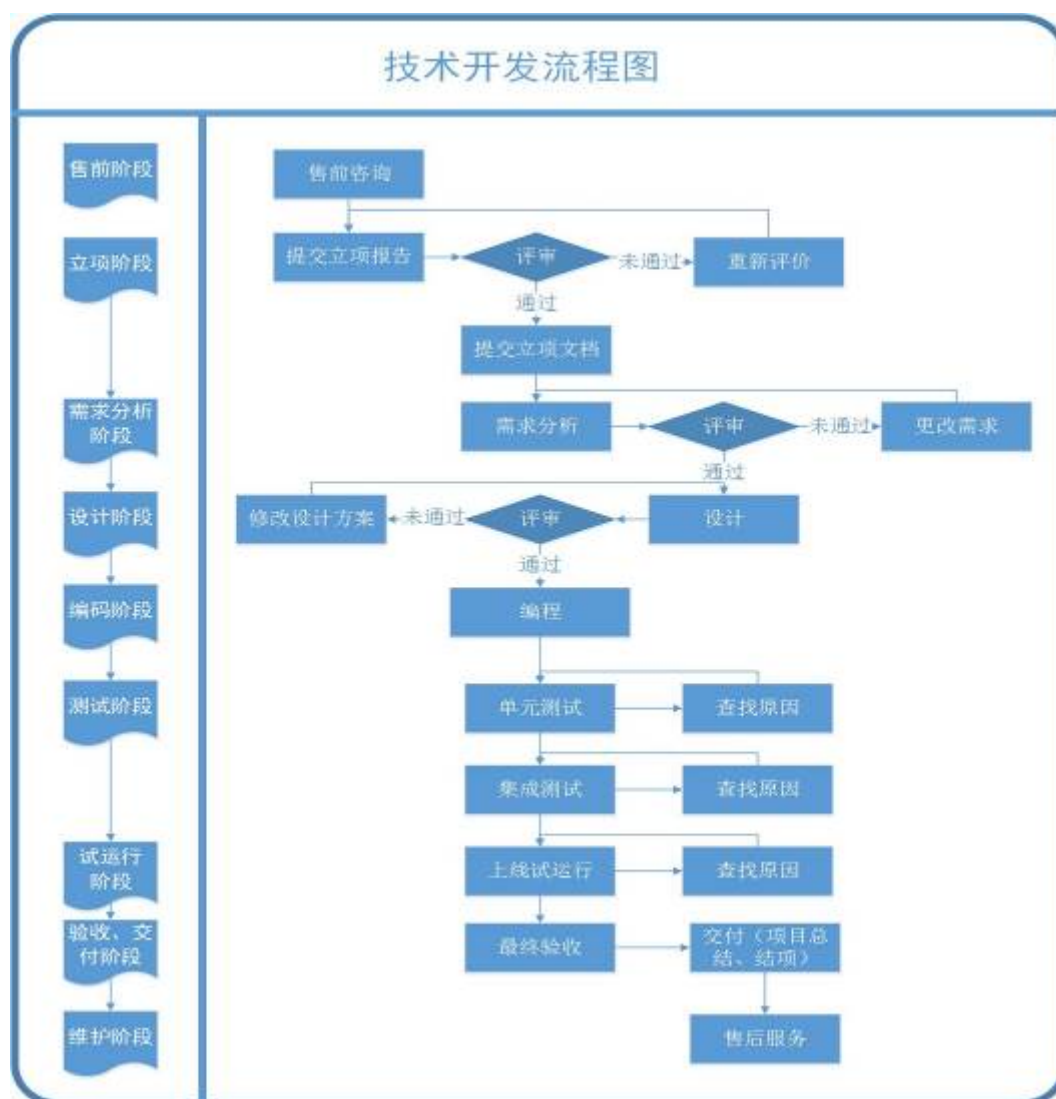 技术开发流程图
售前阶段
售前咨询
立项阶段
提交立项报告
评审
未通过
重新评价
通过
提交立项文档
需求分析
阶段
需求分析
评审
未通过
更改需求
通过
设计阶段
修改设计方案
未通过
评审
设计
通过
编码阶段
编程
测试阶段
单元测试
查找原因
集成测试
查找原因
试运行
阶段
上线试运行
查找原因
验收、交
付阶段
最终验收
交付（项目总
结、结项）
维护阶段
售后服务